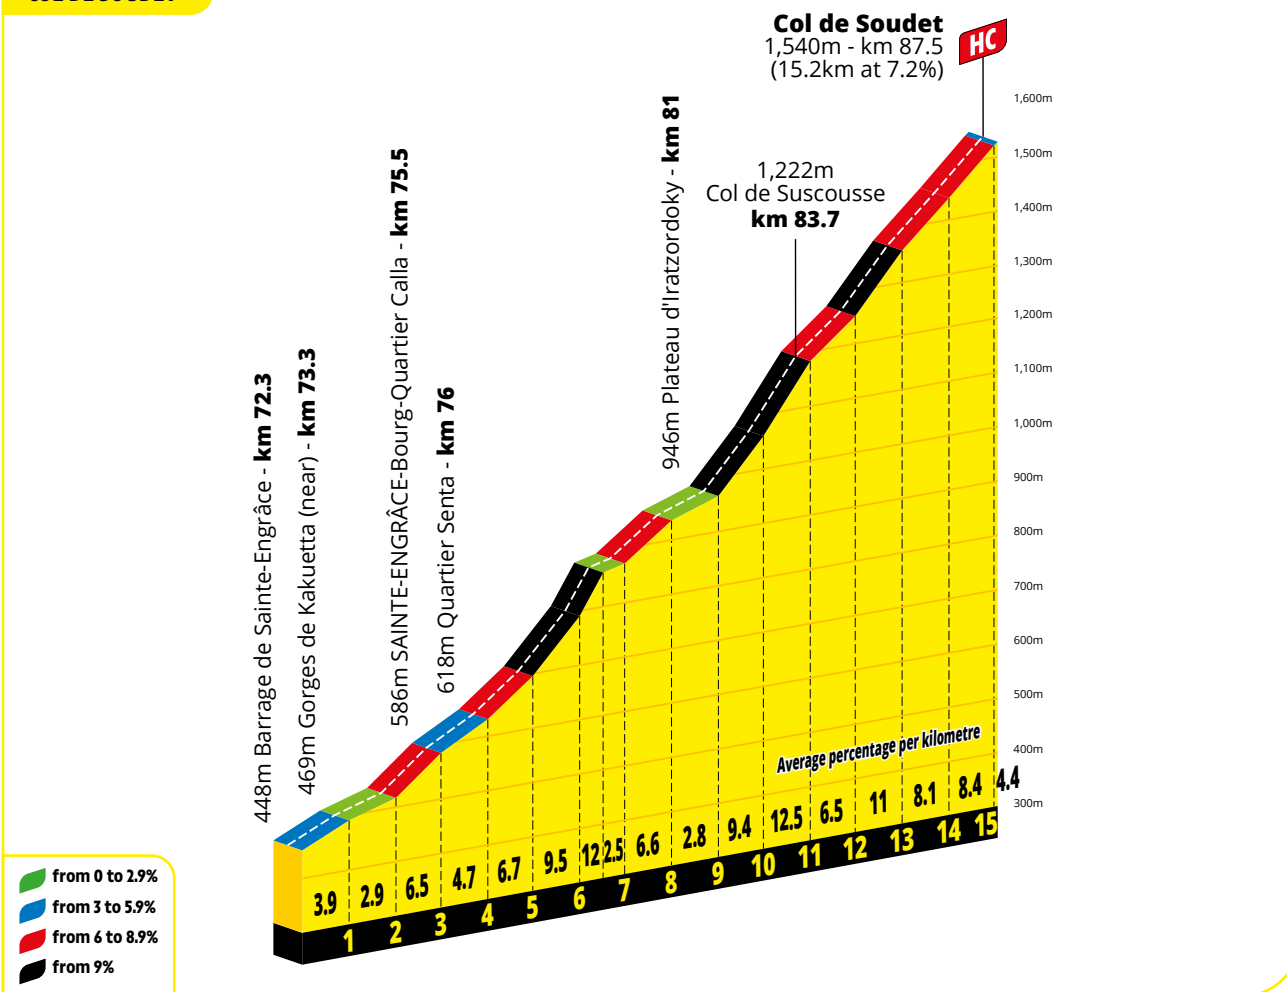 Col de Soudet
1,540m - km 87.5
(15.2km at 7.2%)
HC
1,222m
Col de Suscousse
km 83.7
448m Barrage de Sainte-Engrâce - km 72.3
469m Gorges de Kakuetta (near) - km 73.3
586m SAINTE-ENGRÂCE-Bourg-Quartier Calla - km 75.5
618m Quartier Senta - km 76
946m Plateau d'Iratzordoky - km 81
1,600m
1,500m
1,400m
1,300m
1,200m
1,100m
1,000m
900m
800m
700m
600m
500m
400m
300m
Average percentage per kilometre
3.9 2.9 6.5 4.7 6.7 9.5 12 2.5 6.6 2.8 9.4 12.5 6.5 11 8.1 8.4 4.4
1 2 3 4 5 6 7 8 9 10 11 12 13 14 15
from 0 to 2.9%
from 3 to 5.9%
from 6 to 8.9%
from 9%